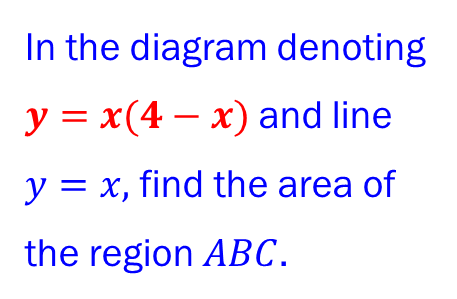 In the diagram denoting
y = x(4 − x) and line
y = x, find the area of
the region ABC.